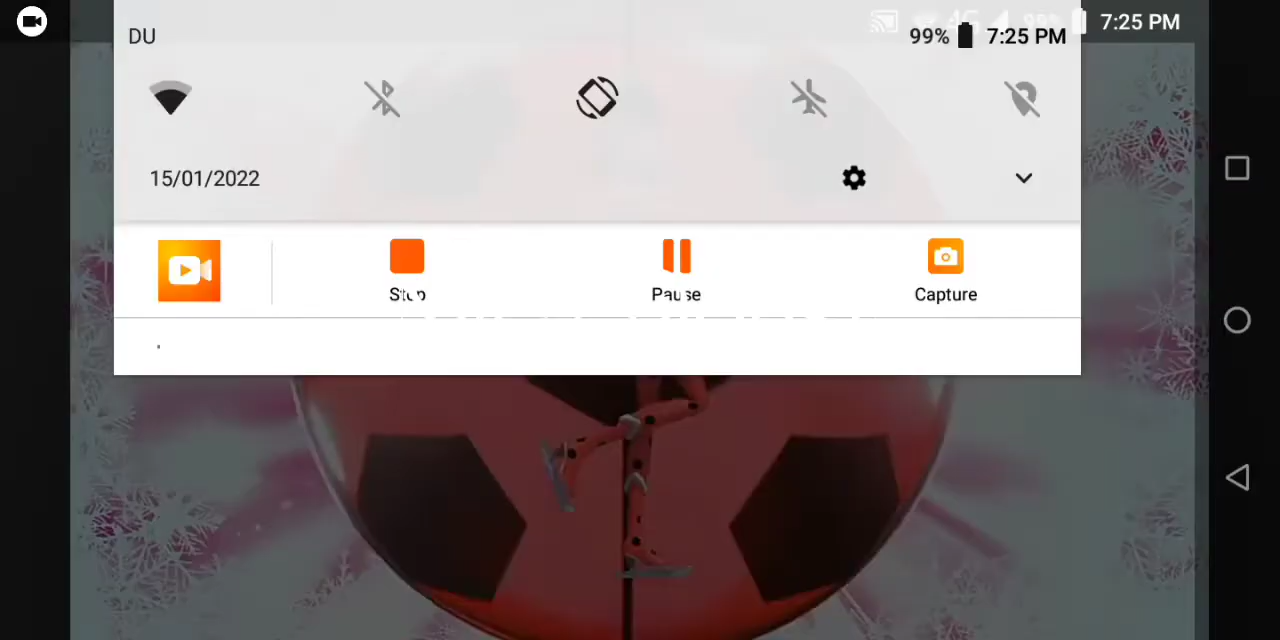 7:25 PM
DU
99% 7:25 PM
15/01/2022
Stop
Pause
Capture